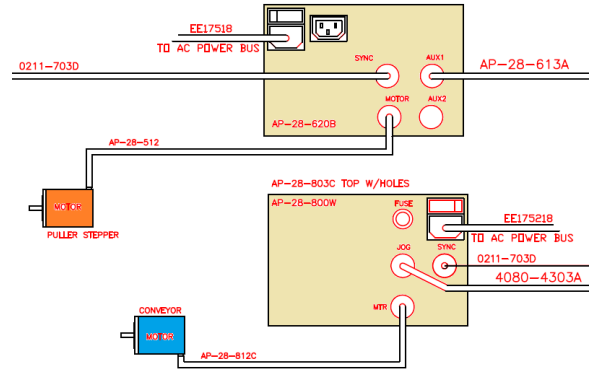 EE17518
TO AC POWER BUS
0211-703D
SYNC
AUX1
AP-28-613A
MOTOR
AUX2
AP-28-620B
AP-28-512
MOTOR
PULLER STEPPER
AP-28-803C TOP W/HOLES
AP-28-800W
FUSE
EE175218
TO AC POWER BUS
JOG
SYNC
0211-703D
4080-4303A
CONVEYOR
MTR
MOTOR
AP-28-812C